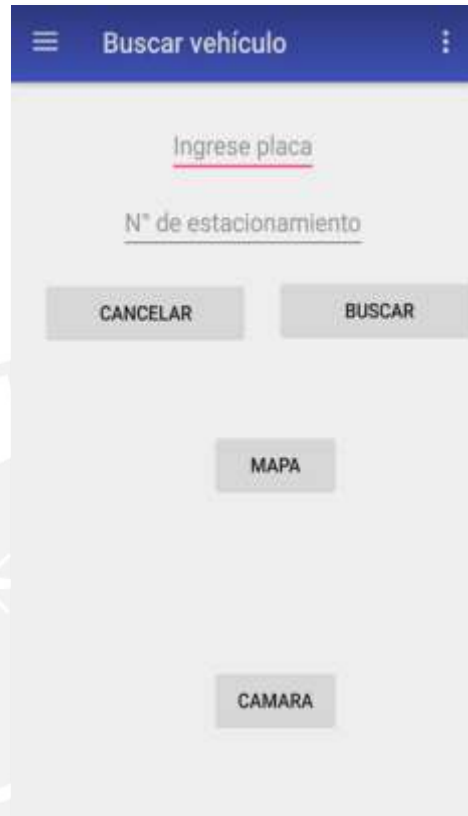 Buscar vehículo
Ingrese placa
N° de estacionamiento
CANCELAR BUSCAR
MAPA
CAMARA